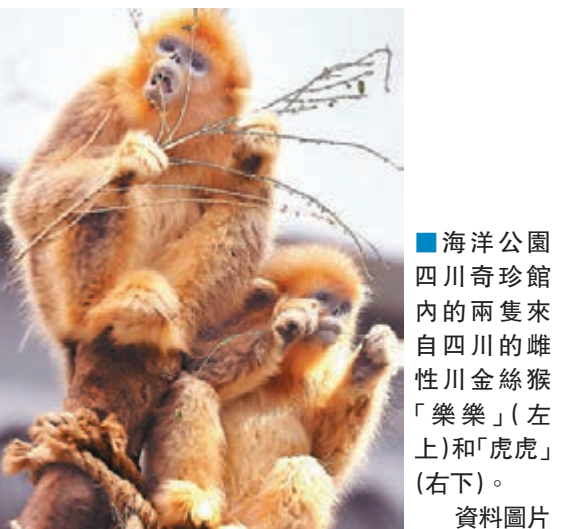 ■海洋公園
四川奇珍館
內的兩隻來
自四川的雌
性川金絲猴
「樂樂」(左
上)和「虎虎」
(右下)。
資料圖片